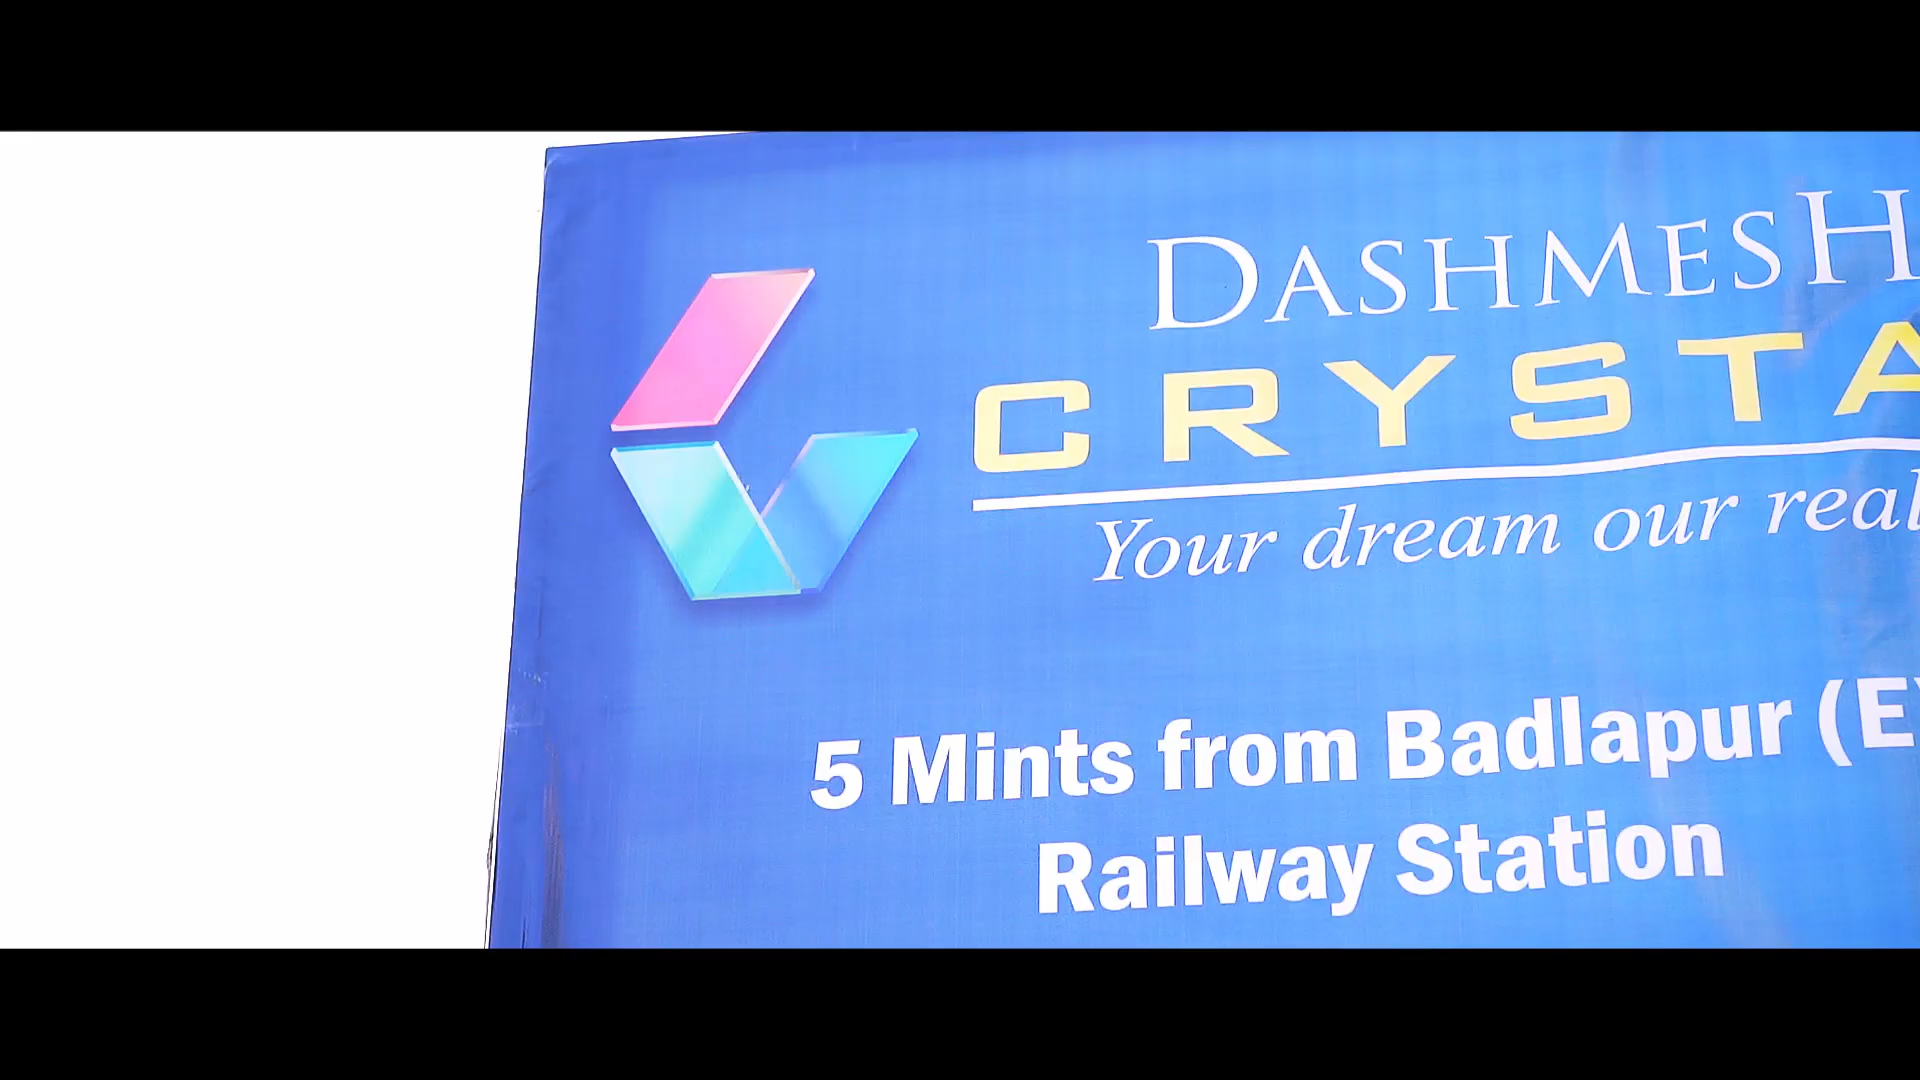 DASHMESH
CRYSTA
Your dream our real
5 Mints from Badlapur (E
Railway Station